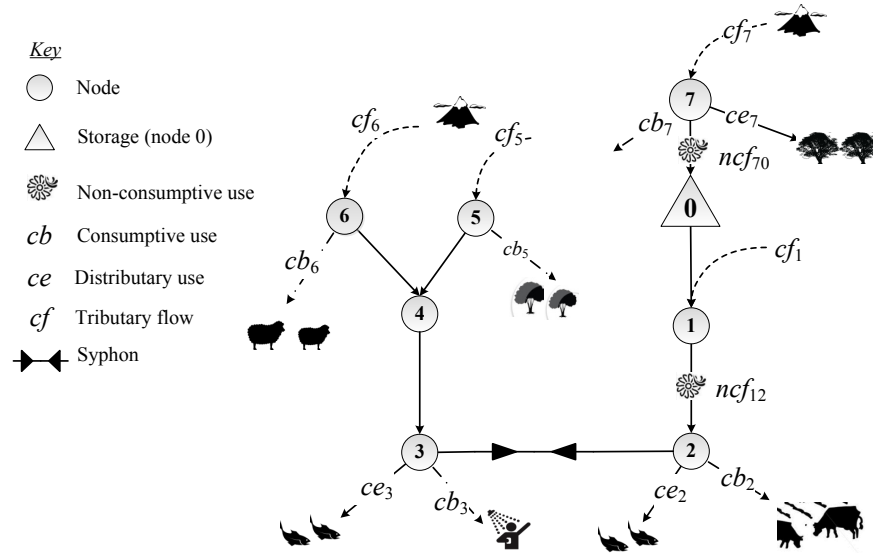 Key
Node
Storage (node 0)
Non-consumptive use
cb Consumptive use
ce Distributary use
cf Tributary flow
Syphon
cf6
cf5
6
5
cb6
cb5
4
3
ce3
cb3
cf7
7
cb7
ce7
ncf70
0
cf1
1
ncf12
2
ce2
cb2